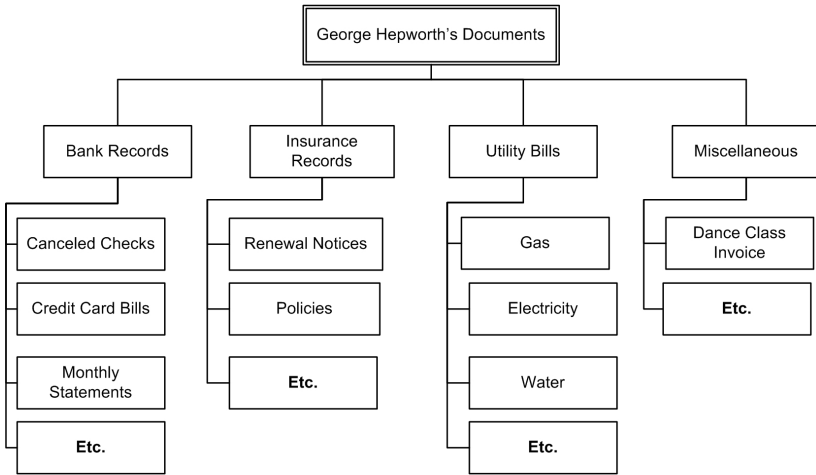 George Hepworth's Documents
Bank Records
Canceled Checks
Credit Card Bills
Monthly
Statements
Etc.
Insurance
Records
Renewal Notices
Policies
Etc.
Utility Bills
Gas
Electricity
Water
Etc.
Miscellaneous
Dance Class
Invoice
Etc.